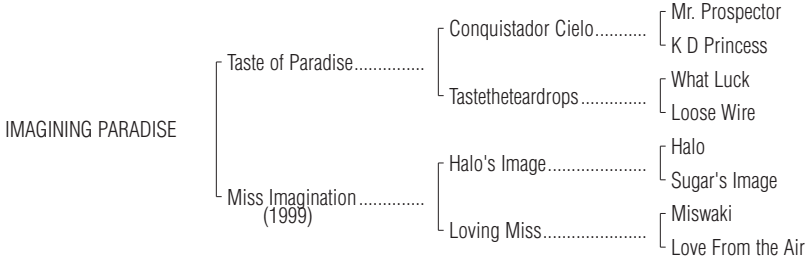 Mr. Prospector
Conquistador Cielo...........
K D Princess
Taste of Paradise...............
What Luck
Tastetheteardrops..............
Loose Wire
IMAGINING PARADISE
Halo
Halo's Image.....................
Sugar's Image
Miss Imagination..............
(1999)
Miswaki
Loving Miss......................
Love From the Air